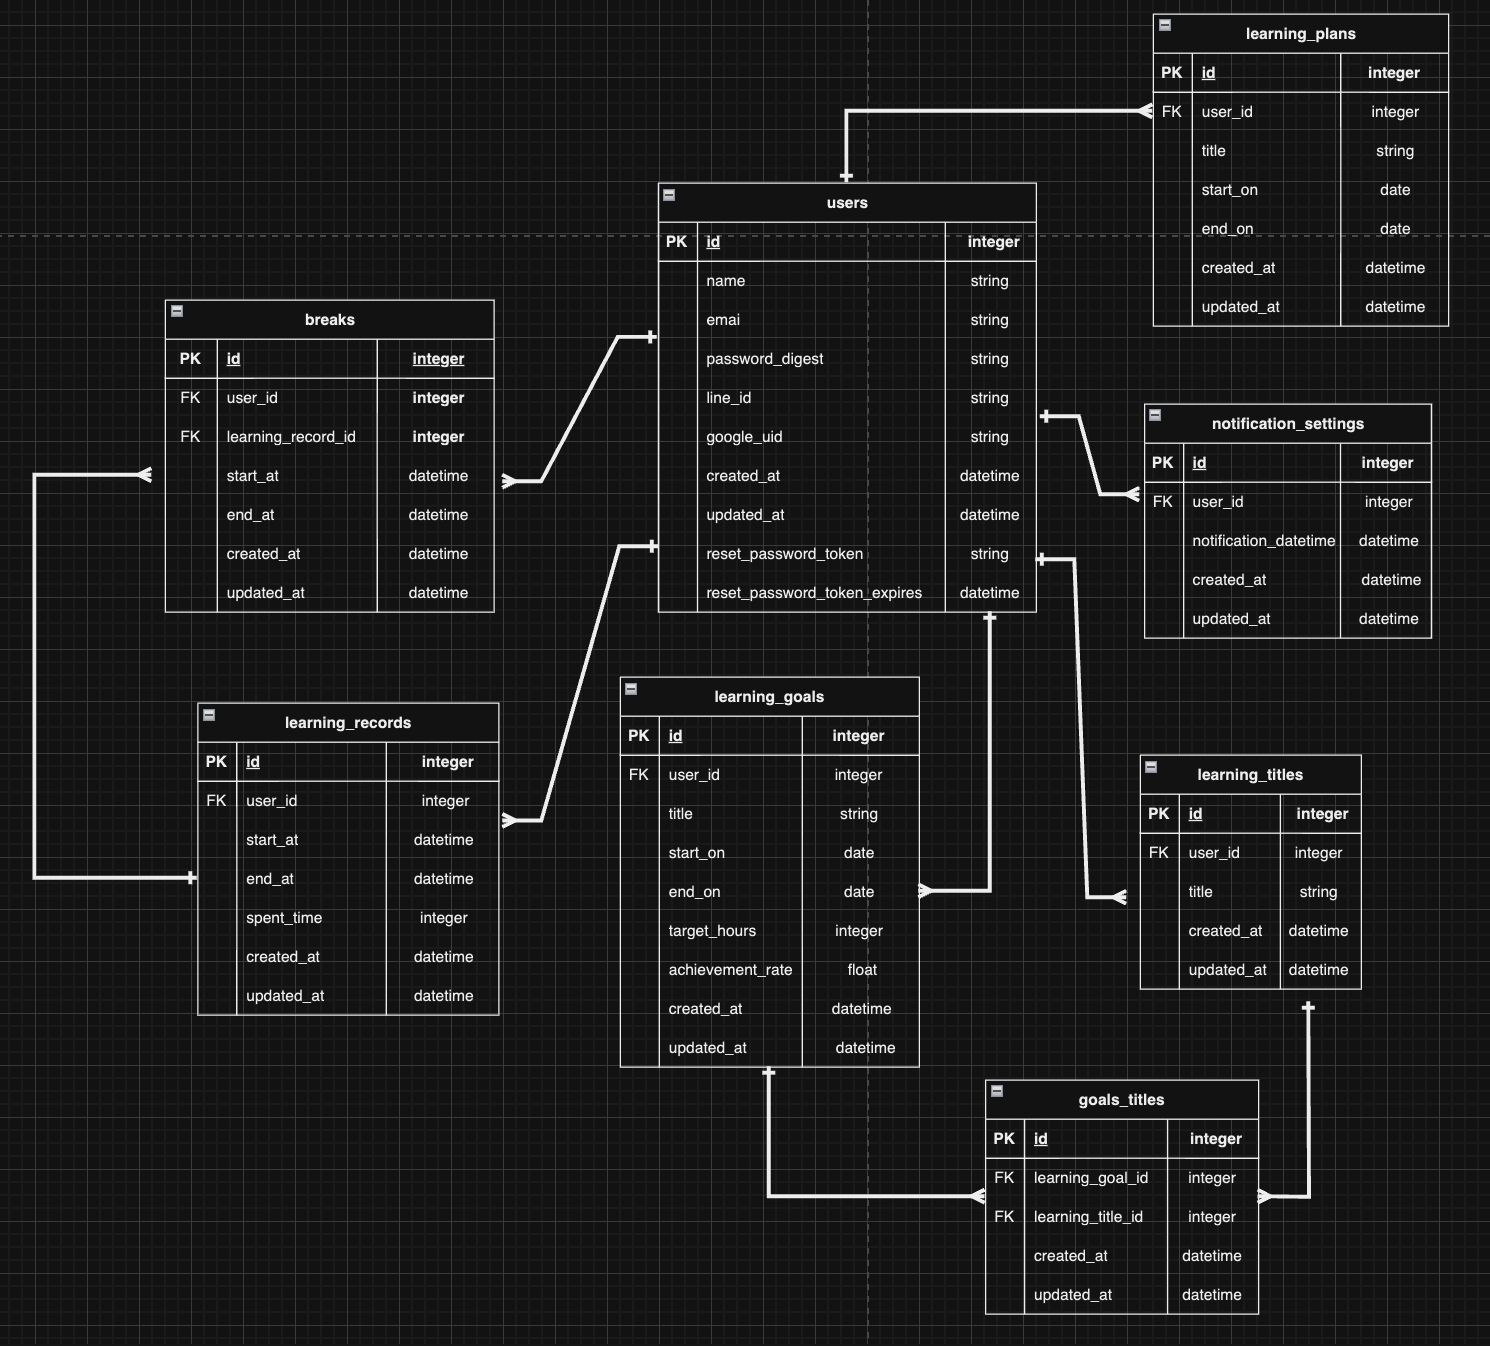 learning_plans
PK id integer
FK user_id integer
title string
start_on date
end_on date
created_at datetime
updated_at datetime
users
PK id integer
name string
emai string
password_digest string
line_id string
google_uid string
created_at datetime
updated_at datetime
reset_password_token string
reset_password_token_expires datetime
breaks
PK id integer
FK user_id integer
FK learning_record_id integer
start_at datetime
end_at datetime
created_at datetime
updated_at datetime
notification_settings
PK id integer
FK user_id integer
notification_datetime datetime
created_at datetime
updated_at datetime
learning_records
PK id integer
FK user_id integer
start_at datetime
end_at datetime
spent_time integer
created_at datetime
updated_at datetime
learning_goals
PK id integer
FK user_id integer
title string
start_on date
end_on date
target_hours integer
achievement_rate float
created_at datetime
updated_at datetime
learning_titles
PK id integer
FK user_id integer
title string
created_at datetime
updated_at datetime
goals_titles
PK id integer
FK learning_goal_id integer
FK learning_title_id integer
created_at datetime
updated_at datetime